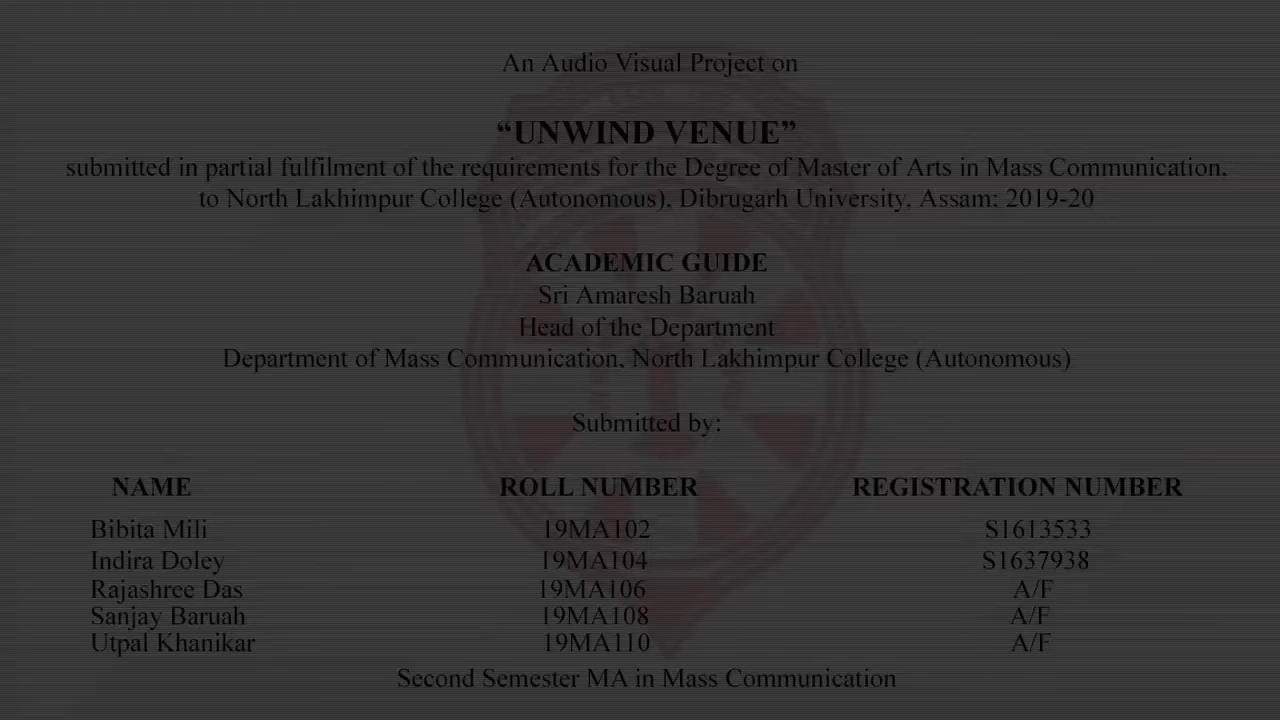 An Audio Visual Project on
“UNWIND VENUE”
submitted in partial fulfilment of the requirements for the Degree of Master of Arts in Mass Communication,
to North Lakhimpur College (Autonomous), Dibrugarh University, Assam: 2019-20
ACADEMIC GUIDE
Sri Amaresh Baruah
Head of the Department
Department of Mass Communication, North Lakhimpur College (Autonomous)
Submitted by:
NAME ROLL NUMBER REGISTRATION NUMBER
Bibita Mili 19MA102 S1613533
Indira Doley 19MA104 S1637938
Rajashree Das 19MA106 A/F
Sanjay Baruah 19MA108 A/F
Utpal Khanikar 19MA110 A/F
Second Semester MA in Mass Communication